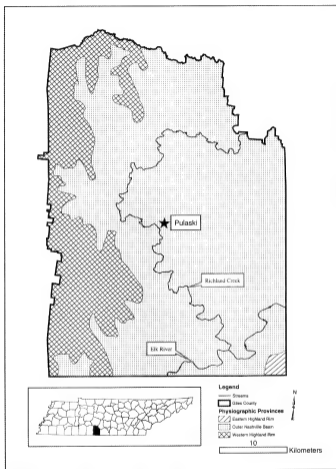 Pulaski
Richland Creek
Elk River
Legend
Streams
Giles County
Physiographic Provinces
Eastern Highland Rim
Outer Nashville Basin
Western Highland Rim
N
10
Kilometers